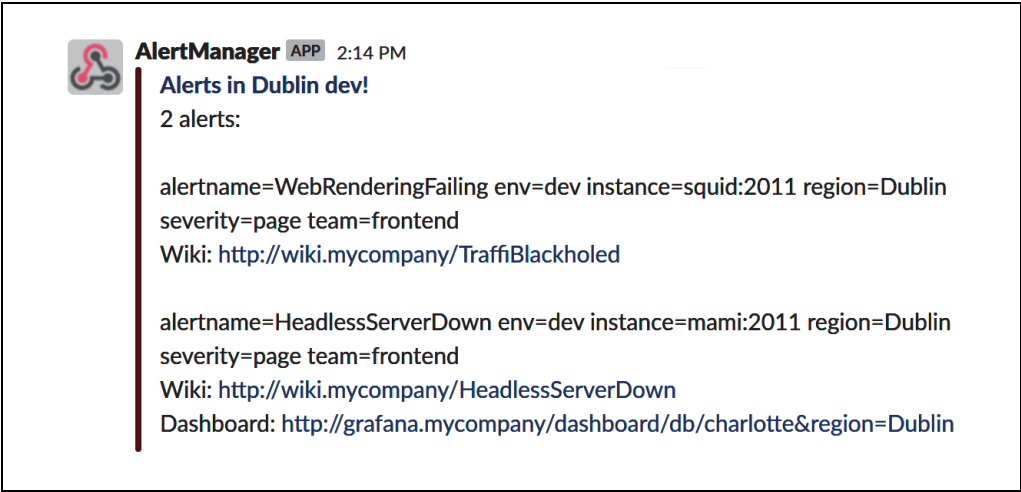 AlertManager APP 2:14 PM
Alerts in Dublin dev!
2 alerts:
alertname=WebRenderingFailing env=dev instance=squid:2011 region=Dublin
severity=page team=frontend
Wiki: http://wiki.mycompany/TraffiBlackholed
alertname=HeadlessServerDown env=dev instance=mami:2011 region=Dublin
severity=page team=frontend
Wiki: http://wiki.mycompany/HeadlessServerDown
Dashboard: http://grafana.mycompany/dashboard/db/charlotte&region=Dublin